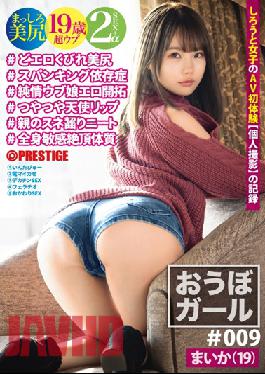 まっしろ
美尻
19歳
超ウブ
2
#ドエロくびれ美尻
#スパンキング依存症
#純情ウブ娘エロ開拓
#つやつや天使リップ
#親のスネ齧りニート
#全身敏感絶頂体質
@PRESTIGE
しろうと女子のAV初体験【個人撮影】の記録
おうぼ
ガール
#009
まいか(19)
JAVHD